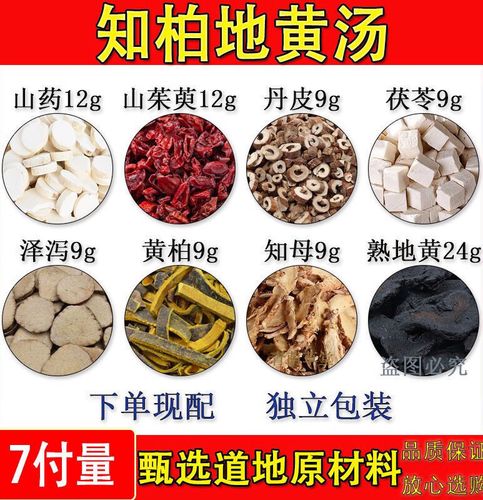 知柏地黄汤
山药12g 山茱萸12g 丹皮9g 茯苓9g
泽泻9g 黄柏9g 知母9g 熟地黄24g
盗图必究
下单现配 独立包装
7付量 甄选道地原材料 品质保证
放心选购